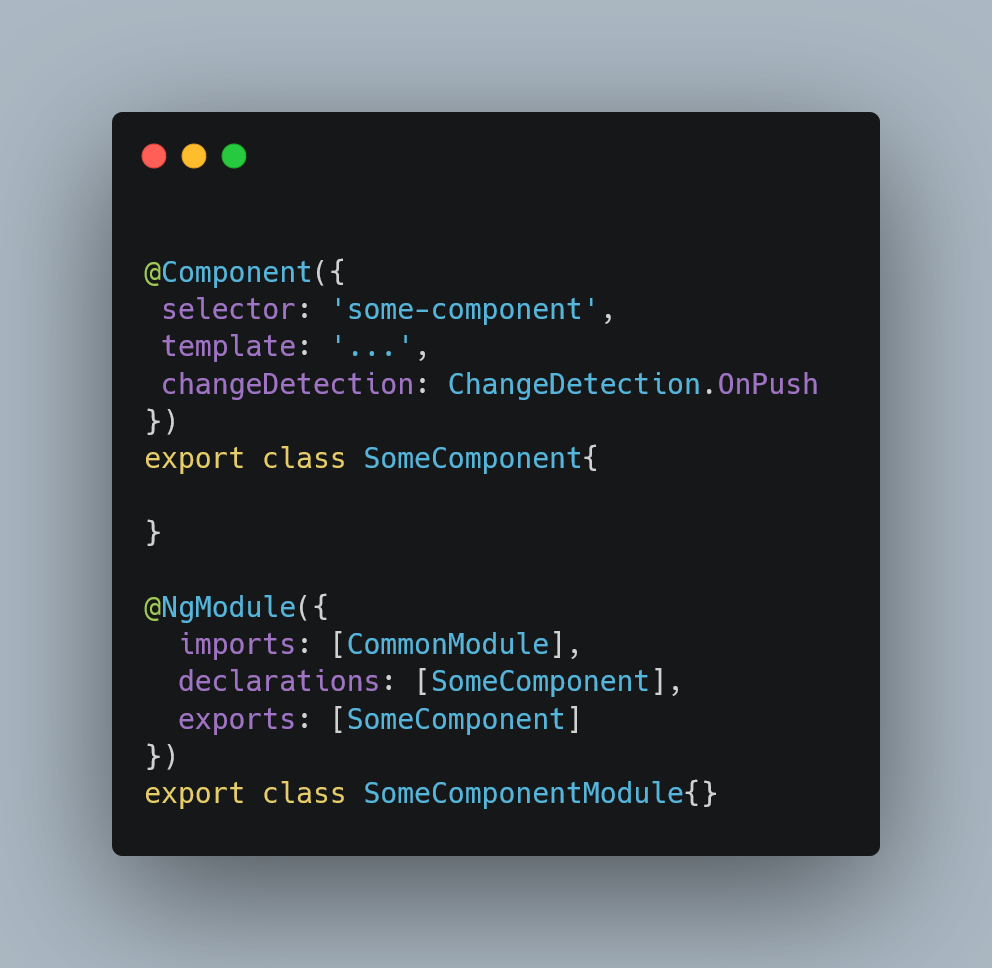 @Component({
 selector: 'some-component',
 template: '...',
 changeDetection: ChangeDetection.OnPush
})
export class SomeComponent{
}
@NgModule({
  imports: [CommonModule],
  declarations: [SomeComponent],
  exports: [SomeComponent]
})
export class SomeComponentModule{}